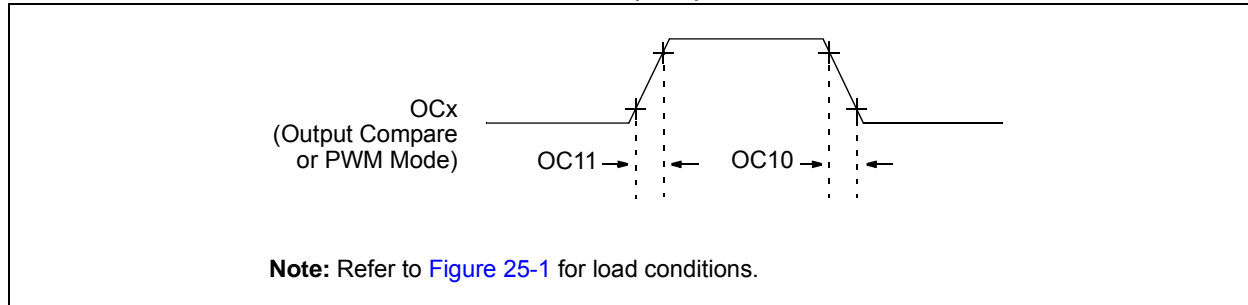 OCx
(Output Compare
or PWM Mode)
OC11
OC10
Note: Refer to Figure 25-1 for load conditions.